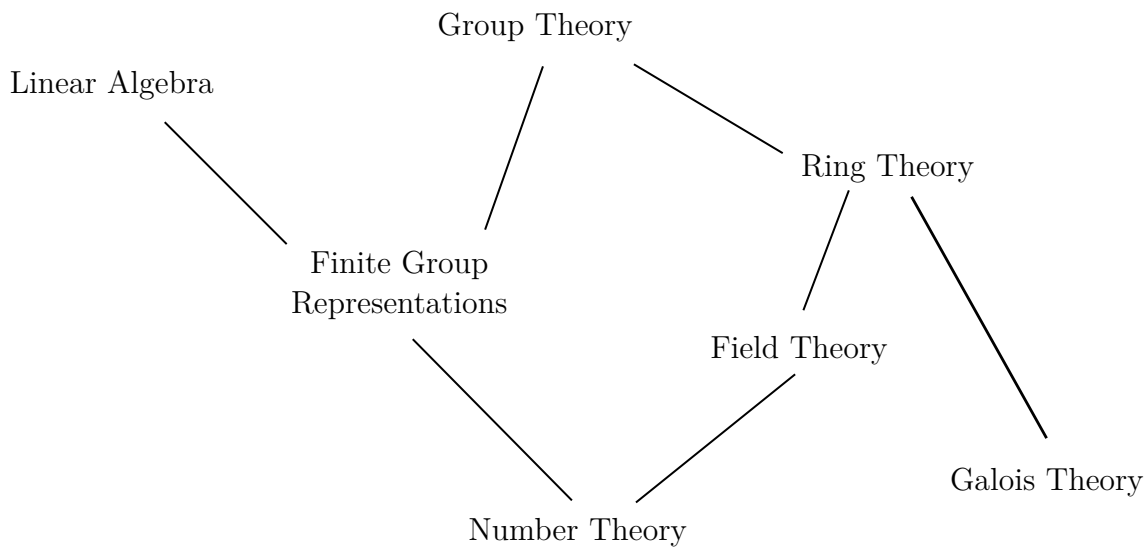 Group Theory
Linear Algebra
Ring Theory
Finite Group
Representations
Field Theory
Galois Theory
Number Theory